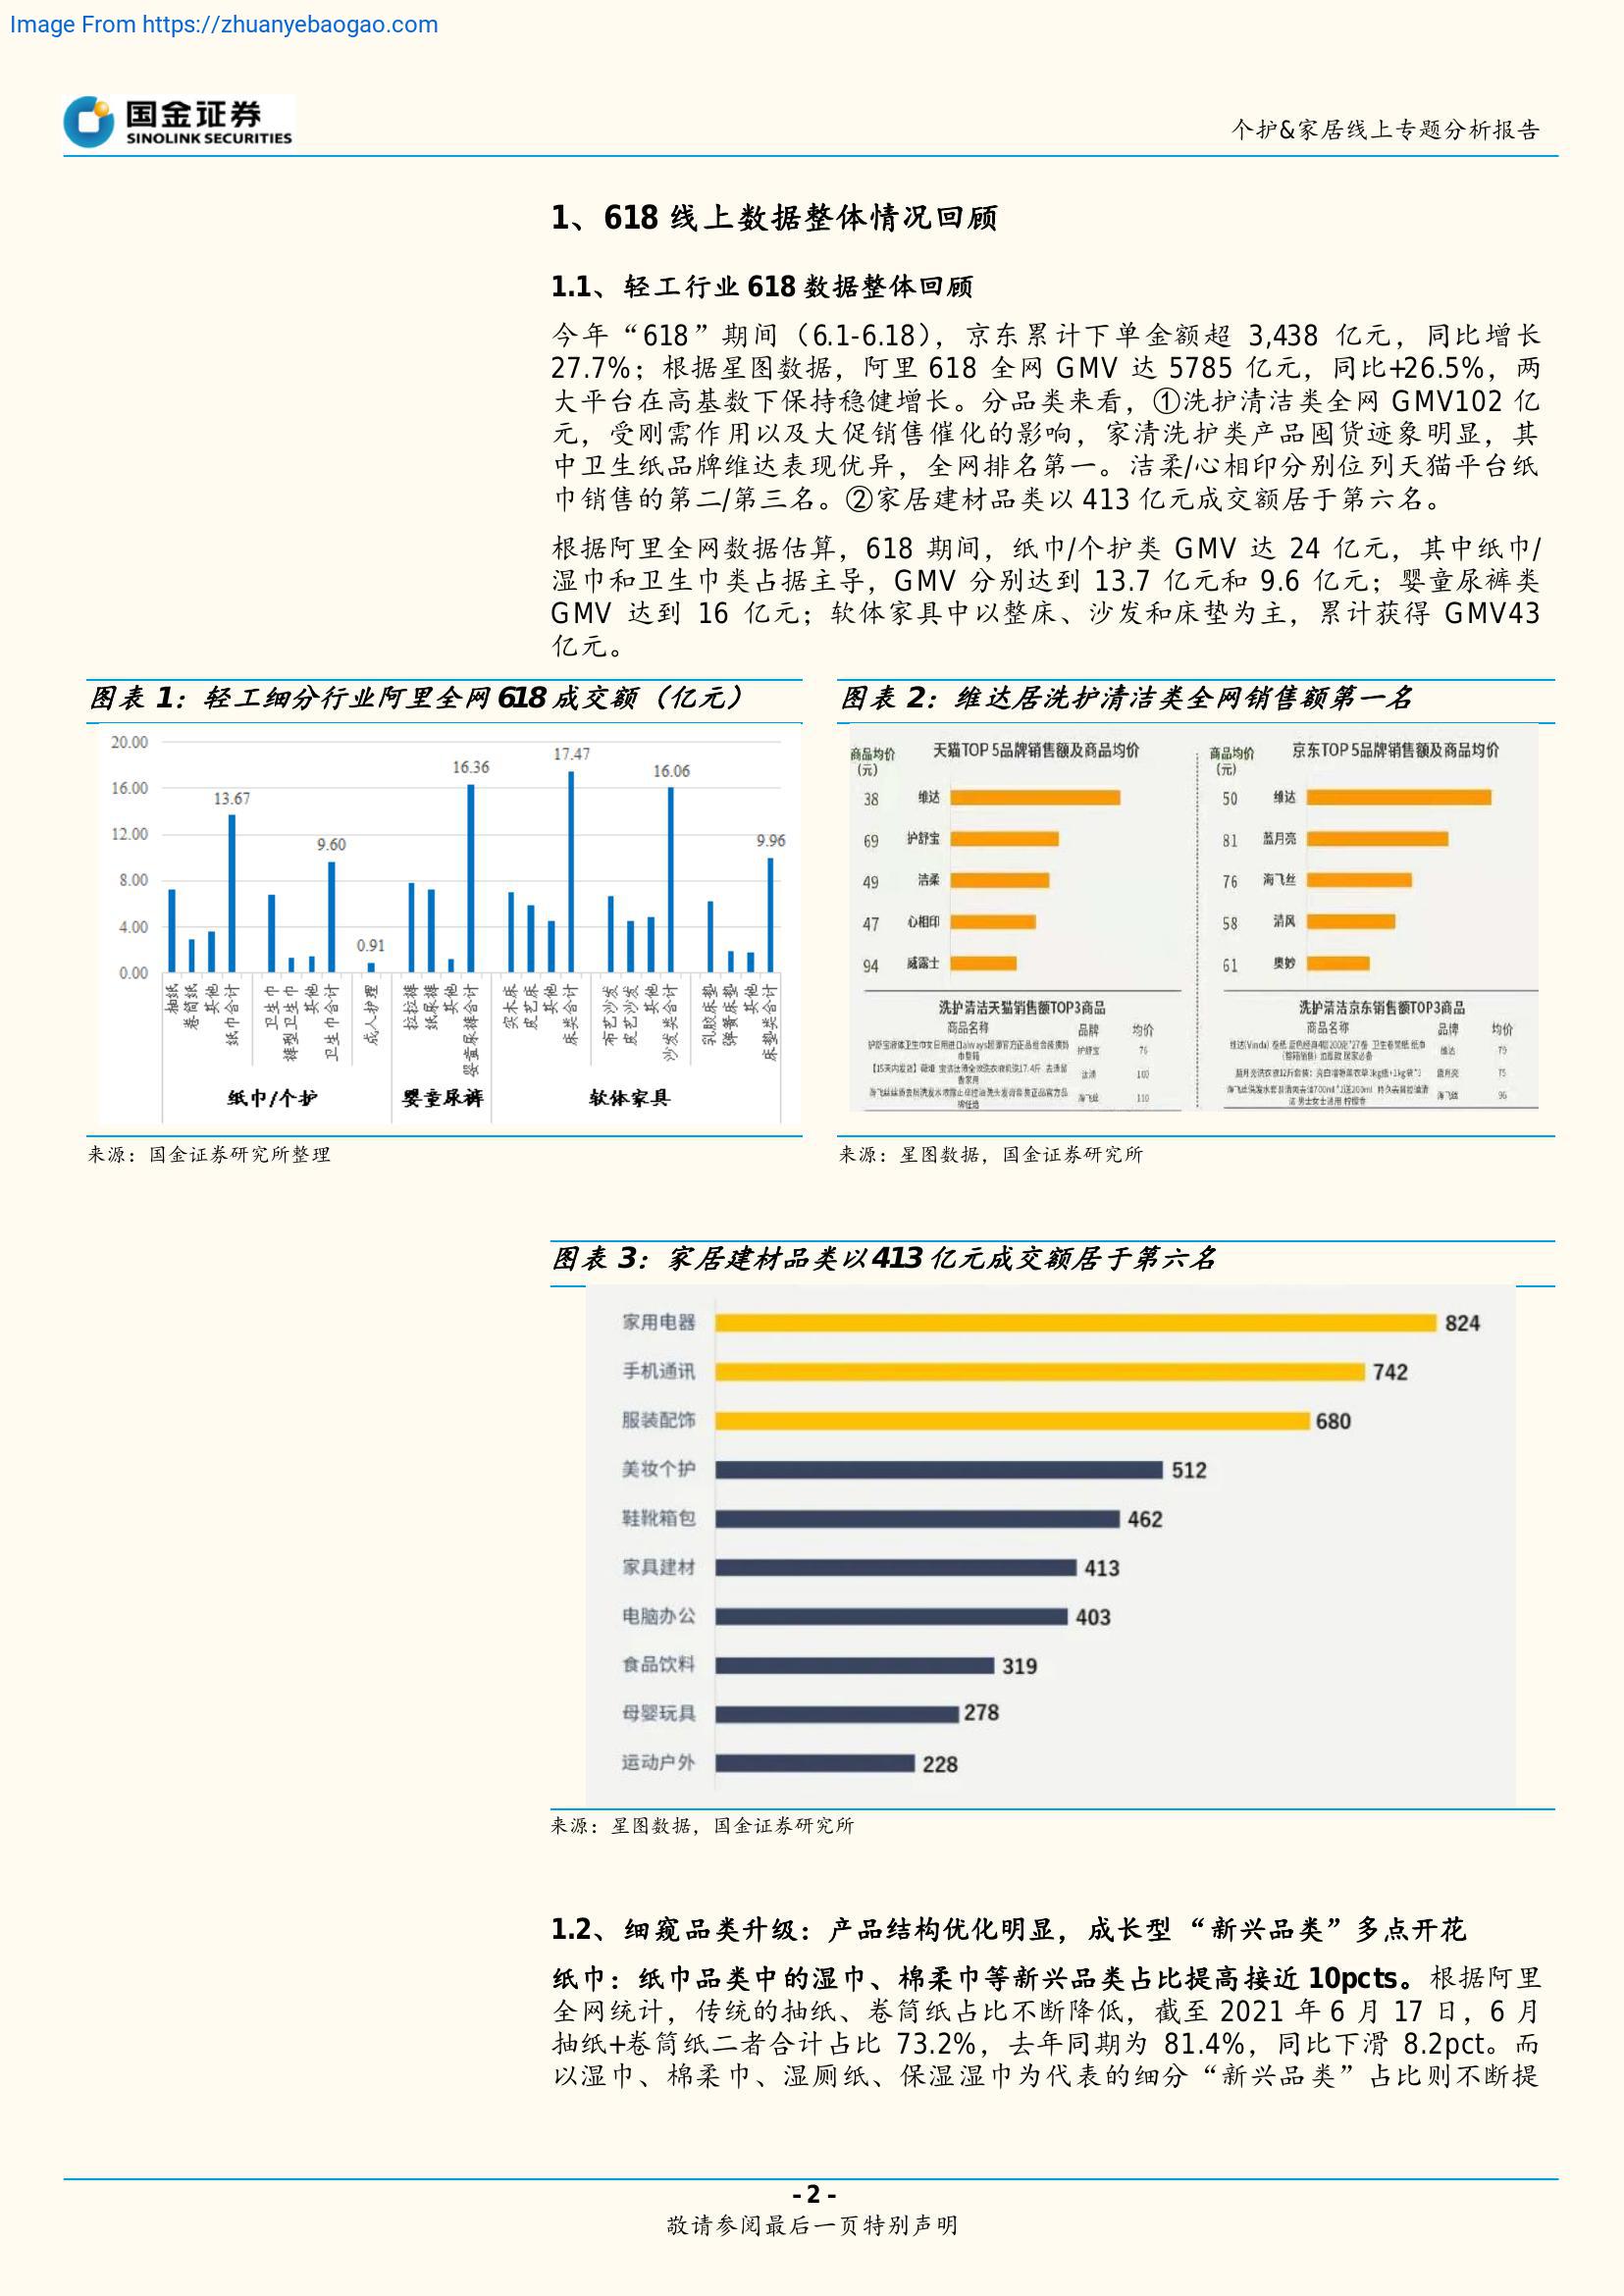 Image From https://zhuanyebaogao.com
国金证券
SINOLINK SECURITIES
个护&家居线上专题分析报告
1、618 线上数据整体情况回顾
1.1、轻工行业 618 数据整体回顾
今年“618”期间（6.1-6.18），京东累计下单金额超 3,438 亿元，同比增长
27.7%；根据星图数据，阿里 618 全网 GMV 达 5785 亿元，同比+26.5%，两
大平台在高基数下保持稳健增长。分品类来看，①洗护清洁类全网 GMV102 亿
元，受刚需作用以及大促销售催化的影响，家清洗护类产品囤货迹象明显，其
中卫生纸品牌维达表现优异，全网排名第一。洁柔/心相印分别位列天猫平台纸
巾销售的第二/第三名。②家居建材品类以 413 亿元成交额居于第六名。
根据阿里全网数据估算，618 期间，纸巾/个护类 GMV 达 24 亿元，其中纸巾/
湿巾和卫生巾类占据主导，GMV 分别达到 13.7 亿元和 9.6 亿元；婴童尿裤类
GMV 达到 16 亿元；软体家具中以整床、沙发和床垫为主，累计获得 GMV43
亿元。
图表 1：轻工细分行业阿里全网 618 成交额（亿元）
20.00
16.00
12.00
8.00
4.00
0.00
13.67
9.60
0.91
16.36
17.47
16.06
9.96
抽纸
卷筒纸
其他
纸巾合计
卫生巾
裤型卫生巾
其他
卫生巾合计
成人护理
拉拉裤
纸尿裤
其他
婴童尿裤合计
实木床
皮艺床
其他
床类合计
布艺沙发
皮艺沙发
其他
沙发类合计
乳胶床垫
弹簧床垫
其他
床垫类合计
纸巾/个护
婴童尿裤
软体家具
来源：国金证券研究所整理
图表 2：维达居洗护清洁类全网销售额第一名
商品均价
(元)
天猫TOP 5品牌销售额及商品均价
38 维达
69 护舒宝
49 洁柔
47 心相印
94 威露士
洗护清洁天猫销售额TOP3商品
商品名称 品牌 均价
护舒宝 76
100
海飞丝 110
商品均价
(元)
京东TOP 5品牌销售额及商品均价
50 维达
81 蓝月亮
76 海飞丝
58 清风
61 奥妙
洗护清洁京东销售额TOP3商品
商品名称 品牌 均价
维达
蓝月亮 75
海飞丝 96
来源：星图数据，国金证券研究所
图表 3：家居建材品类以 413 亿元成交额居于第六名
家用电器 824
手机通讯 742
服装配饰 680
美妆个护 512
鞋靴箱包 462
家具建材 413
电脑办公 403
食品饮料 319
母婴玩具 278
运动户外 228
来源：星图数据，国金证券研究所
1.2、细窥品类升级：产品结构优化明显，成长型“新兴品类”多点开花
纸巾：纸巾品类中的湿巾、棉柔巾等新兴品类占比提高接近 10pcts。根据阿里
全网统计，传统的抽纸、卷筒纸占比不断降低，截至 2021 年 6 月 17 日，6 月
抽纸+卷筒纸二者合计占比 73.2%，去年同期为 81.4%，同比下滑 8.2pct。而
以湿巾、棉柔巾、湿厕纸、保湿湿巾为代表的细分“新兴品类”占比则不断提
- 2 -
敬请参阅最后一页特别声明